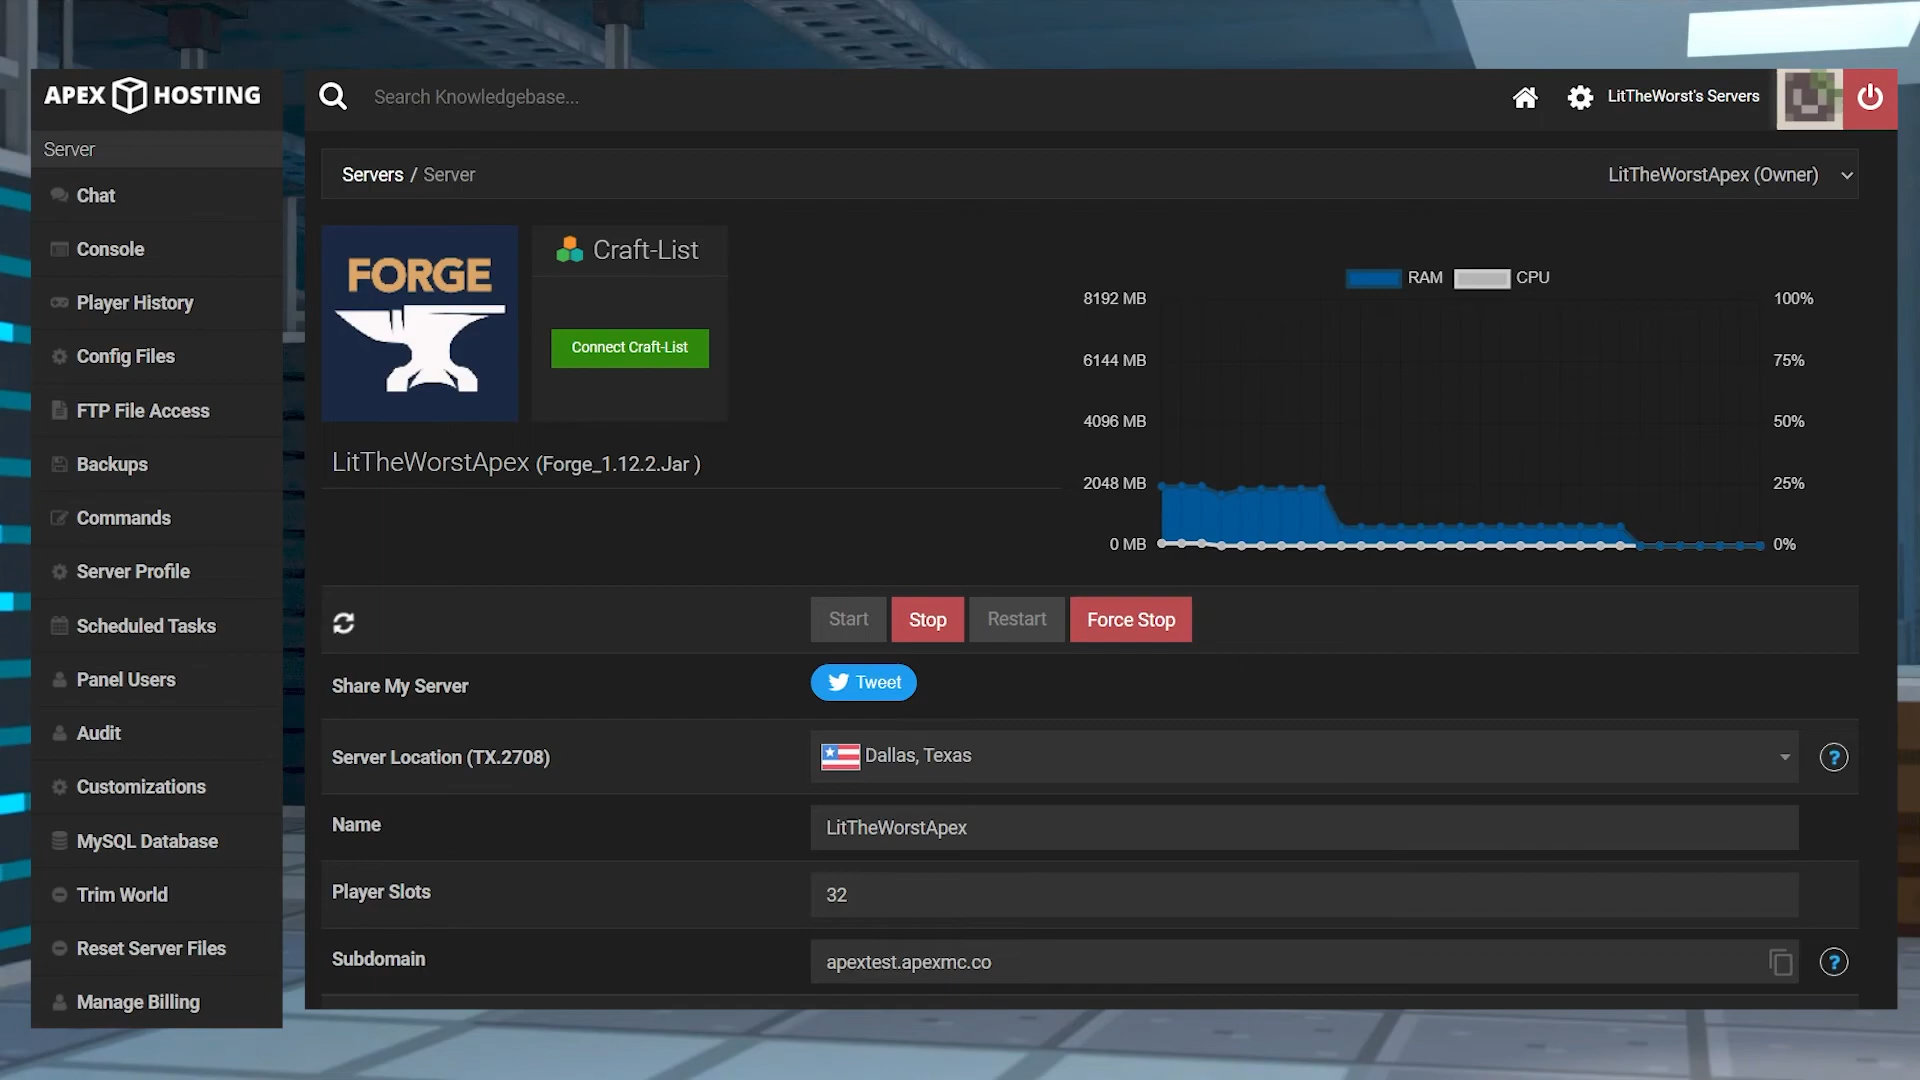 APEX HOSTING
Search Knowledgebase...
LitTheWorst's Servers
Server
Chat
Console
Player History
Config Files
FTP File Access
Backups
Commands
Server Profile
Scheduled Tasks
Panel Users
Audit
Customizations
MySQL Database
Trim World
Reset Server Files
Manage Billing
Servers / Server
LitTheWorstApex (Owner)
FORGE
Craft-List
Connect Craft-List
LitTheWorstApex (Forge_1.12.2.Jar )
RAM CPU
8192 MB 100%
6144 MB 75%
4096 MB 50%
2048 MB 25%
0 MB 0%
Start Stop Restart Force Stop
Share My Server Tweet
Server Location (TX.2708) Dallas, Texas ?
Name LitTheWorstApex
Player Slots 32
Subdomain apextest.apexmc.co ?